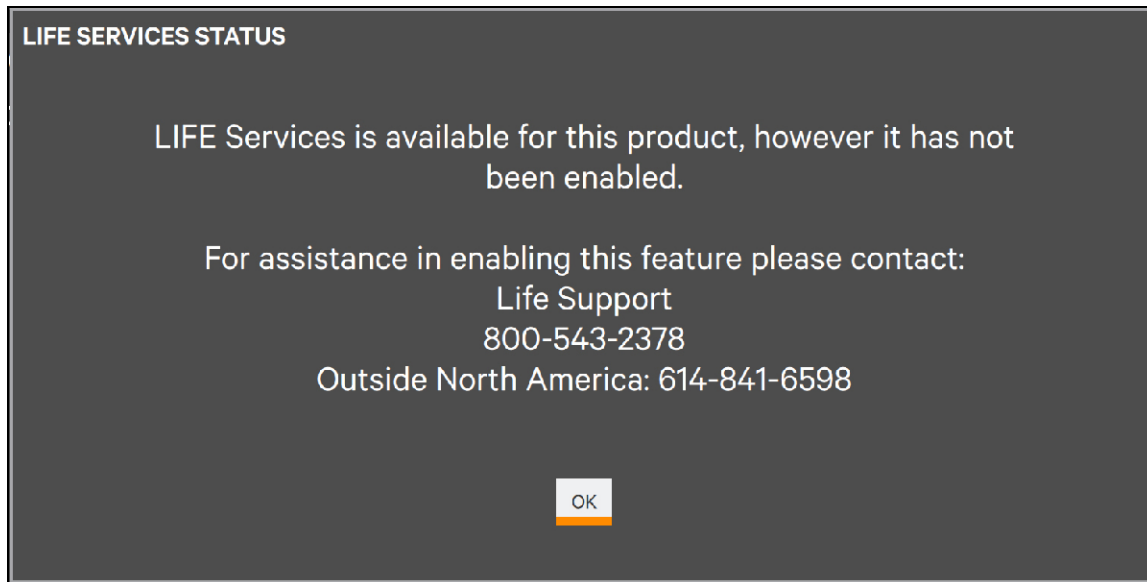 LIFE SERVICES STATUS
LIFE Services is available for this product, however it has not
been enabled.
For assistance in enabling this feature please contact:
Life Support
800-543-2378
Outside North America: 614-841-6598
OK